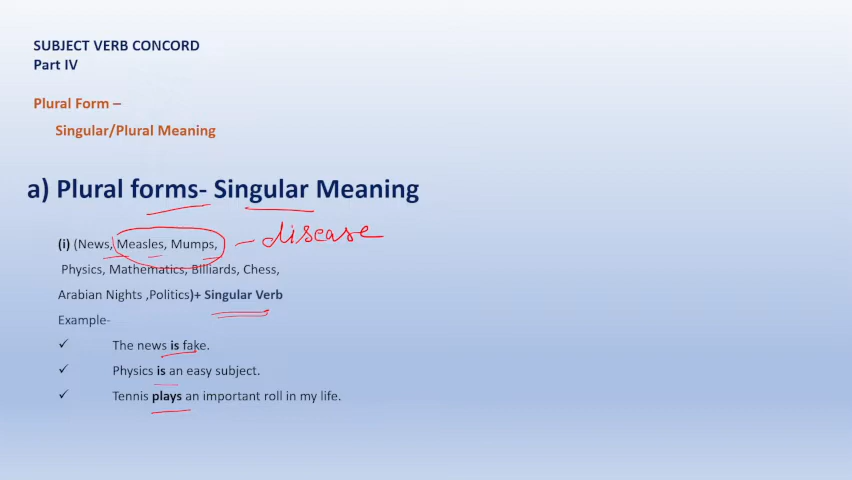 SUBJECT VERB CONCORD
Part IV
Plural Form –
Singular/Plural Meaning
a) Plural forms- Singular Meaning
(i) (News, Measles, Mumps, – disease
Physics, Mathematics, Billiards, Chess,
Arabian Nights ,Politics)+ Singular Verb
Example-
✓ The news is fake.
✓ Physics is an easy subject.
✓ Tennis plays an important roll in my life.